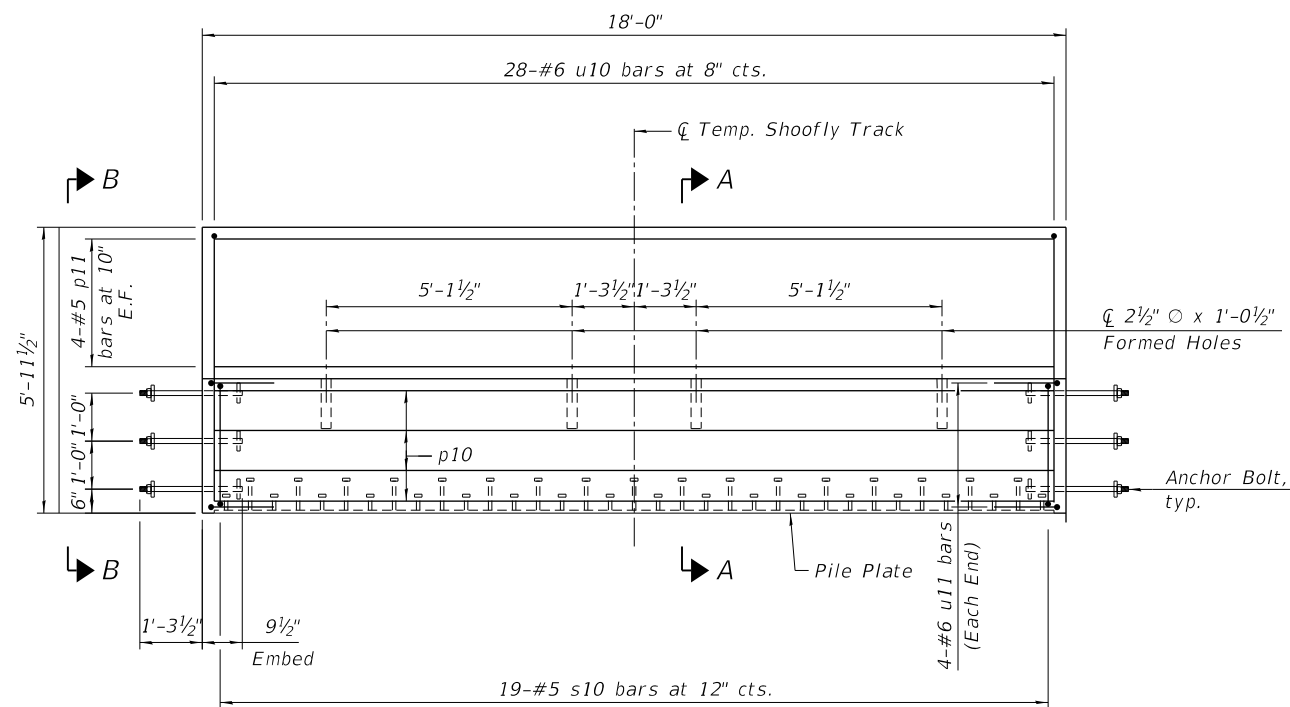 18'-0"
28-#6 u10 bars at 8" cts.
℄ Temp. Shoofly Track
B
A
4-#5 p11
bars at 10"
E.F.
5'-11½"
5'-1½"
1'-3½"
1'-3½"
5'-1½"
℄ 2½" ∅ x 1'-0½"
Formed Holes
1'-0"
1'-0"
6"
p10
Anchor Bolt,
typ.
B
A
Pile Plate
4-#6 u11 bars
(Each End)
1'-3½"
9½"
Embed
19-#5 s10 bars at 12" cts.